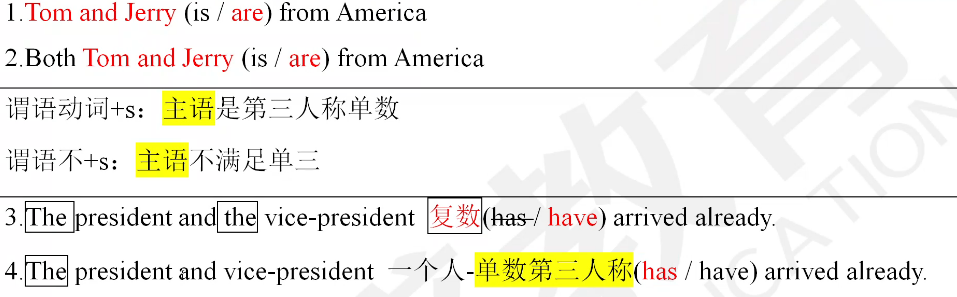 1.Tom and Jerry (is / are) from America
2.Both Tom and Jerry (is / are) from America
谓语动词+s：主语是第三人称单数
谓语不+s：主语不满足单三
3.The president and the vice-president 复数(has / have) arrived already.
4.The president and vice-president 一个人-单数第三人称(has / have) arrived already.